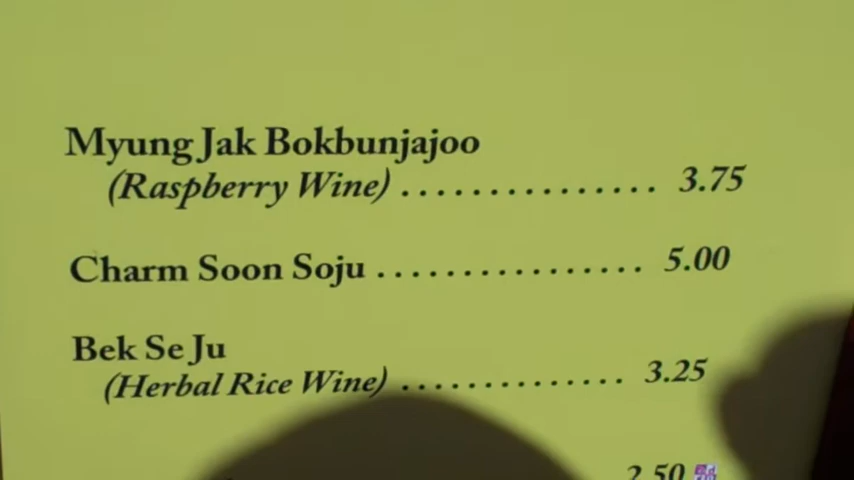 Myung Jak Bokbunjajoo
(Raspberry Wine) ............... 3.75
Charm Soon Soju ................ 5.00
Bek Se Ju
(Herbal Rice Wine) ............. 3.25
2.50